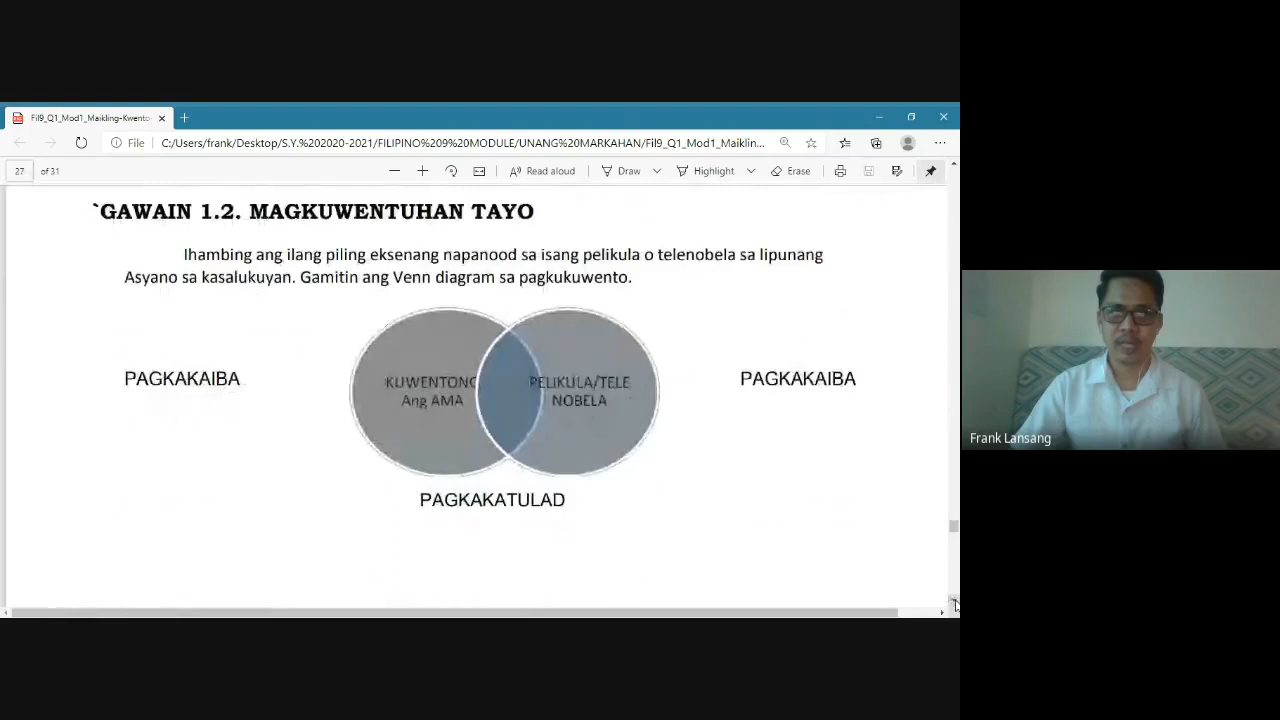 Fil9_Q1_Mod1_Maikling-Kwento
File C:/Users/frank/Desktop/S.Y.%202020-2021/FILIPINO%209%20MODULE/UNANG%20MARKAHAN/Fil9_Q1_Mod1_Maiklin...
27 of 31 Read aloud Draw Highlight Erase
`GAWAIN 1.2. MAGKUWENTUHAN TAYO
Ihambing ang ilang piling eksenang napanood sa isang pelikula o telenobela sa lipunang
Asyano sa kasalukuyan. Gamitin ang Venn diagram sa pagkukuwento.
PAGKAKAIBA
KUWENTONG
Ang AMA
PELIKULA/TELE
NOBELA
PAGKAKAIBA
PAGKAKATULAD
Frank Lansang